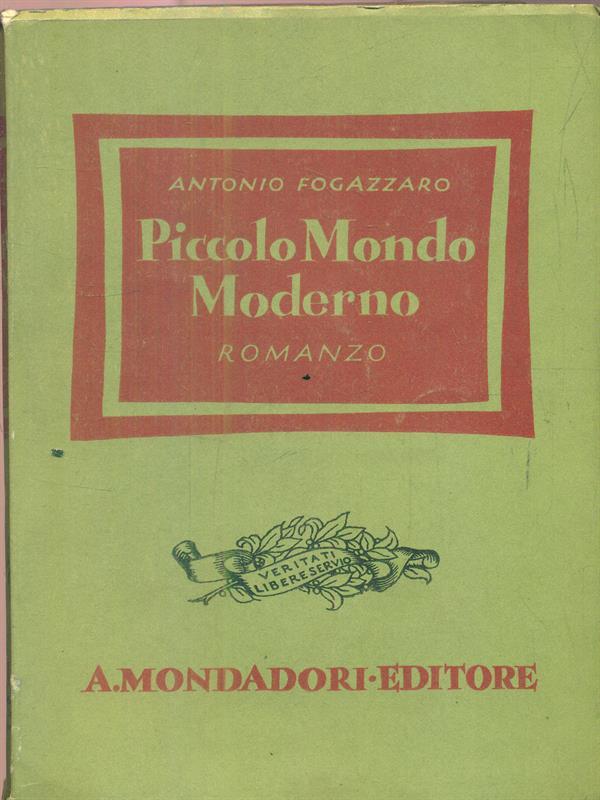 ANTONIO FOGAZZARO
Piccolo Mondo
Moderno
ROMANZO
VERITATI
LIBERE SERVIO
A. MONDADORI·EDITORE